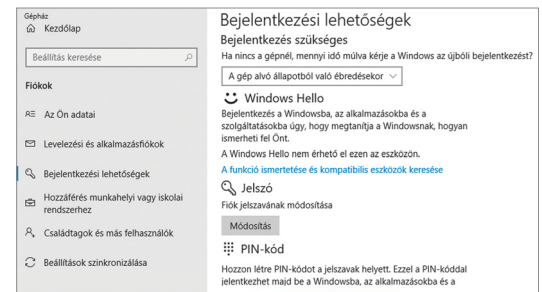 Gépház
Kezdőlap
Beállítás keresése
Fiókok
Az Ön adatai
Levelezési és alkalmazásfiókok
Bejelentkezési lehetőségek
Hozzáférés munkahelyi vagy iskolai
rendszerhez
Családtagok és más felhasználók
Beállítások szinkronizálása
Bejelentkezési lehetőségek
Bejelentkezés szükséges
Ha nincs a gépnél, mennyi idő múlva kérje a Windows az újbóli bejelentkezést?
A gép alvó állapotból való ébredésekor
Windows Hello
Bejelentkezés a Windowsba, az alkalmazásokba és a
szolgáltatásokba úgy, hogy megtanítja a Windowsnak, hogyan
ismerheti fel Önt.
A Windows Hello nem érhető el ezen az eszközön.
A funkció ismertetése és kompatibilis eszközök keresése
Jelszó
Fiók jelszavának módosítása
Módosítás
PIN-kód
Hozzon létre PIN-kódot a jelszavak helyett. Ezzel a PIN-kóddal
jelentkezhet majd be a Windowsba, az alkalmazásokba és a